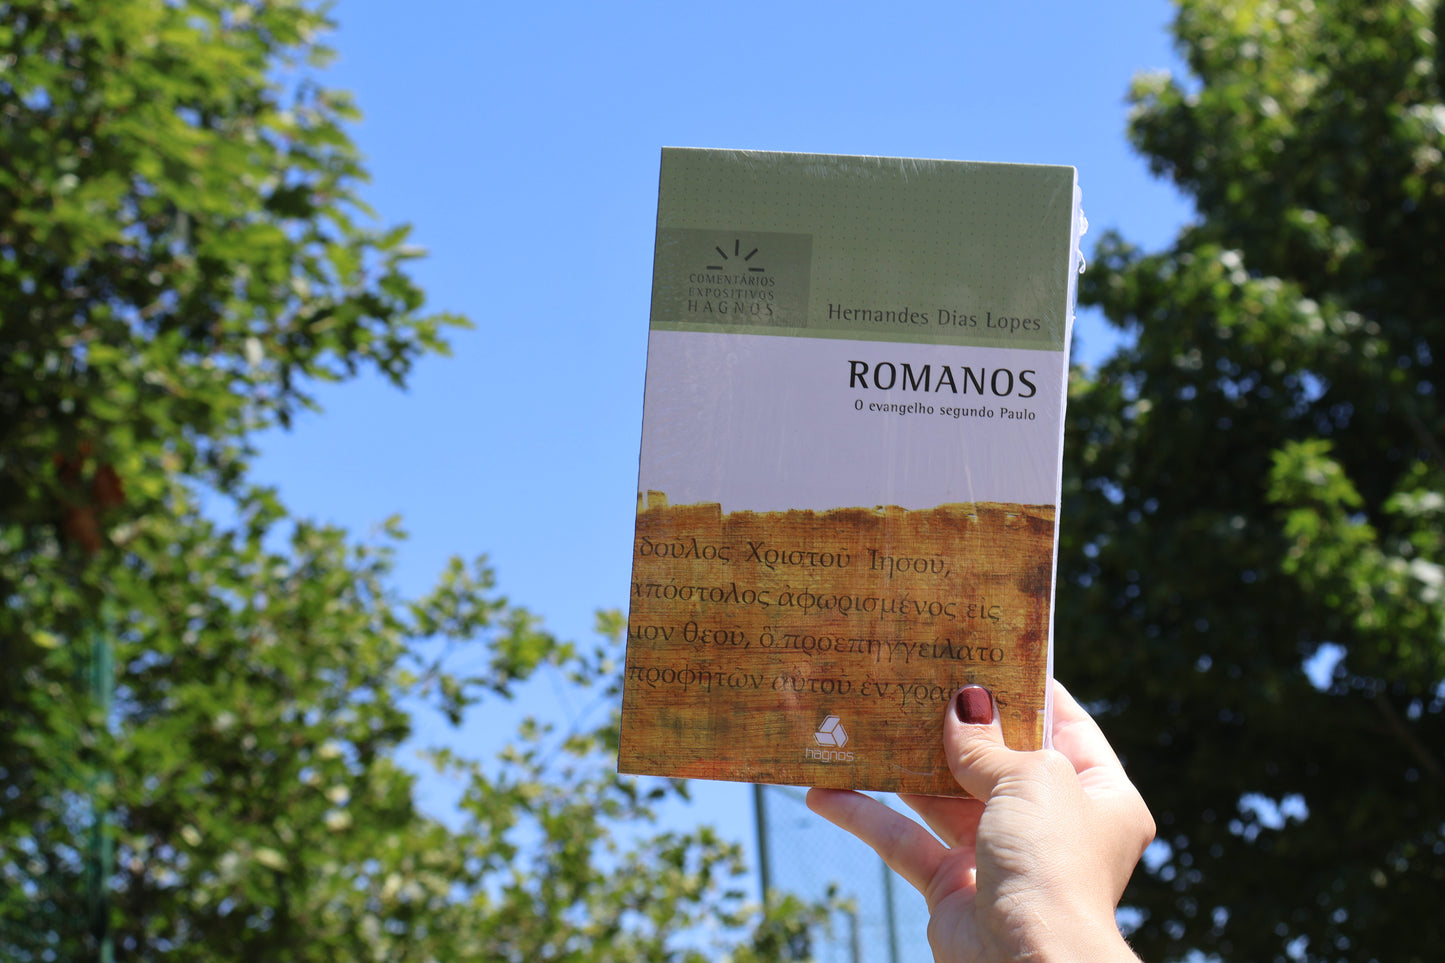 COMENTÁRIOS
EXPOSITIVOS
HAGNOS
Hernandes Dias Lopes
ROMANOS
O evangelho segundo Paulo
δοῦλος Χριστοῦ Ἰησοῦ,
ἀφωρισμένος εἰς
θεοῦ, ὃ προεπηγγείλατο
προφητῶν αὐτοῦ ἐν
hagnos